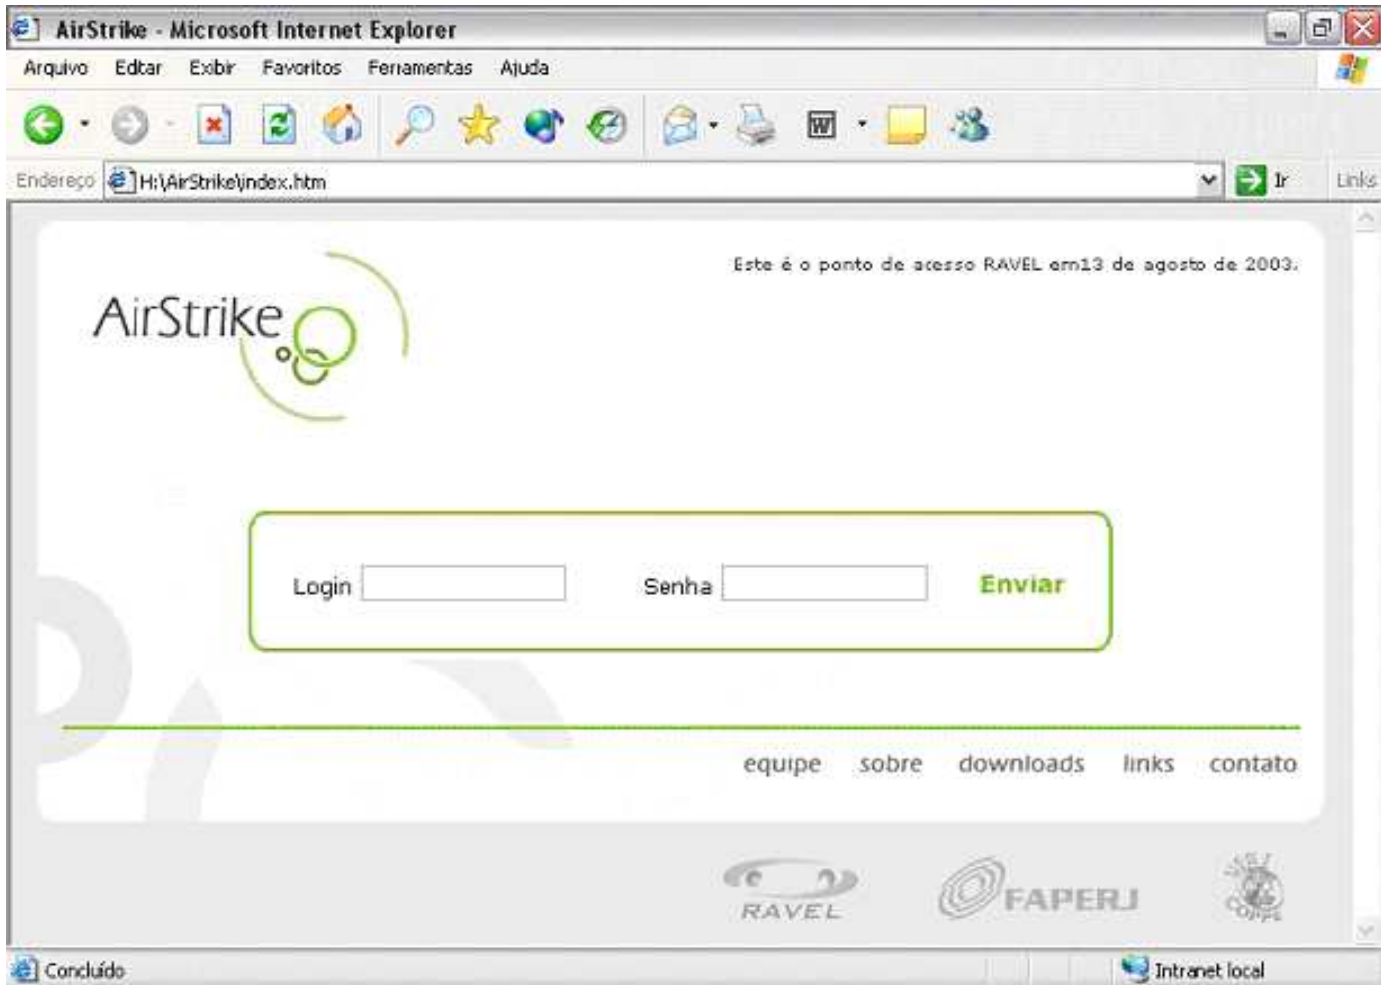 AirStrike - Microsoft Internet Explorer
Arquivo Editar Exibir Favoritos Ferramentas Ajuda
Endereço H:\AirStrike\index.htm Ir Links
Este é o ponto de acesso RAVEL em13 de agosto de 2003.
AirStrike
Login Senha Enviar
equipe sobre downloads links contato
RAVEL FAPERJ COPPE
Concluído Intranet local